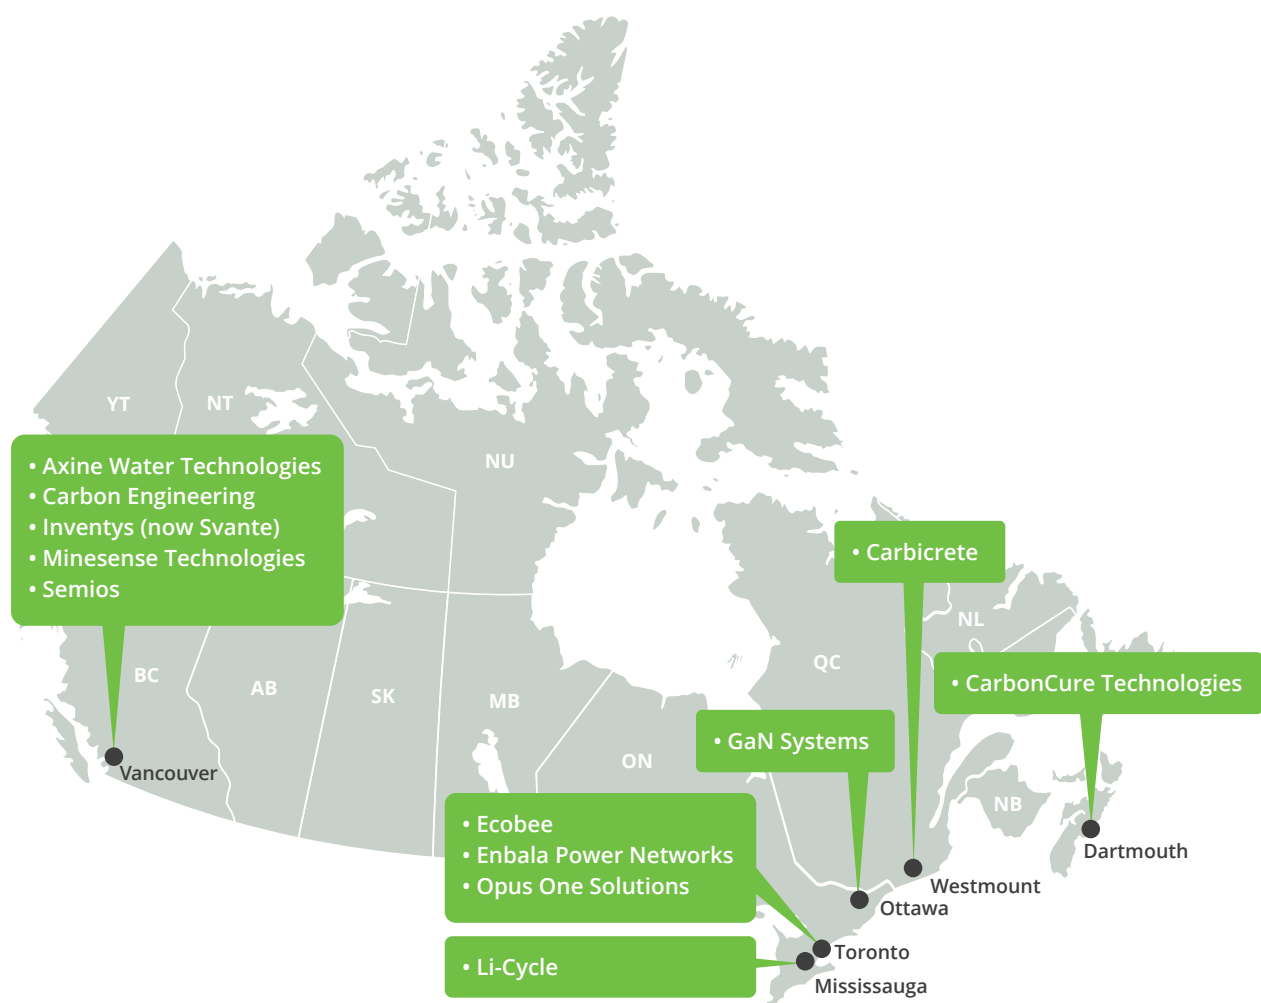 YT
NT
NU
• Axine Water Technologies
• Carbon Engineering
• Inventys (now Svante)
• Minesense Technologies
• Semios
• Carbicrete
NL
BC
AB
SK
MB
ON
QC
NB
• CarbonCure Technologies
• GaN Systems
Vancouver
• Ecobee
• Enbala Power Networks
• Opus One Solutions
Dartmouth
Westmount
Ottawa
• Li-Cycle
Toronto
Mississauga